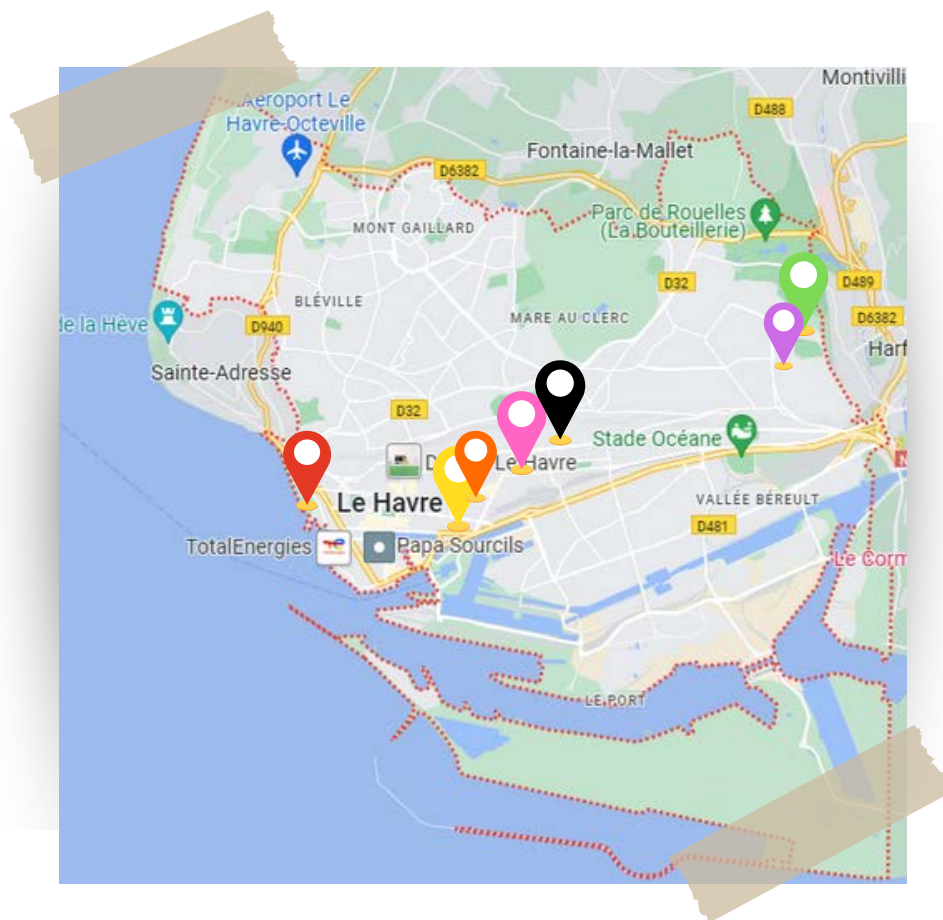 Montivilli
Aéroport Le
Havre-Octeville
D488
Fontaine-la-Mallet
D6382
Parc de Rouelles
(La Bouteillerie)
MONT GAILLARD
D32
D489
BLÉVILLE
MARE AU CLERC
D6382
de la Hève
D940
Harf
Sainte-Adresse
D32
Stade Océane
Le Havre
N
Le Havre
VALLÉE BÉREULT
D481
TotalEnergies
Papa Sourcils
Le Corm
LE PORT